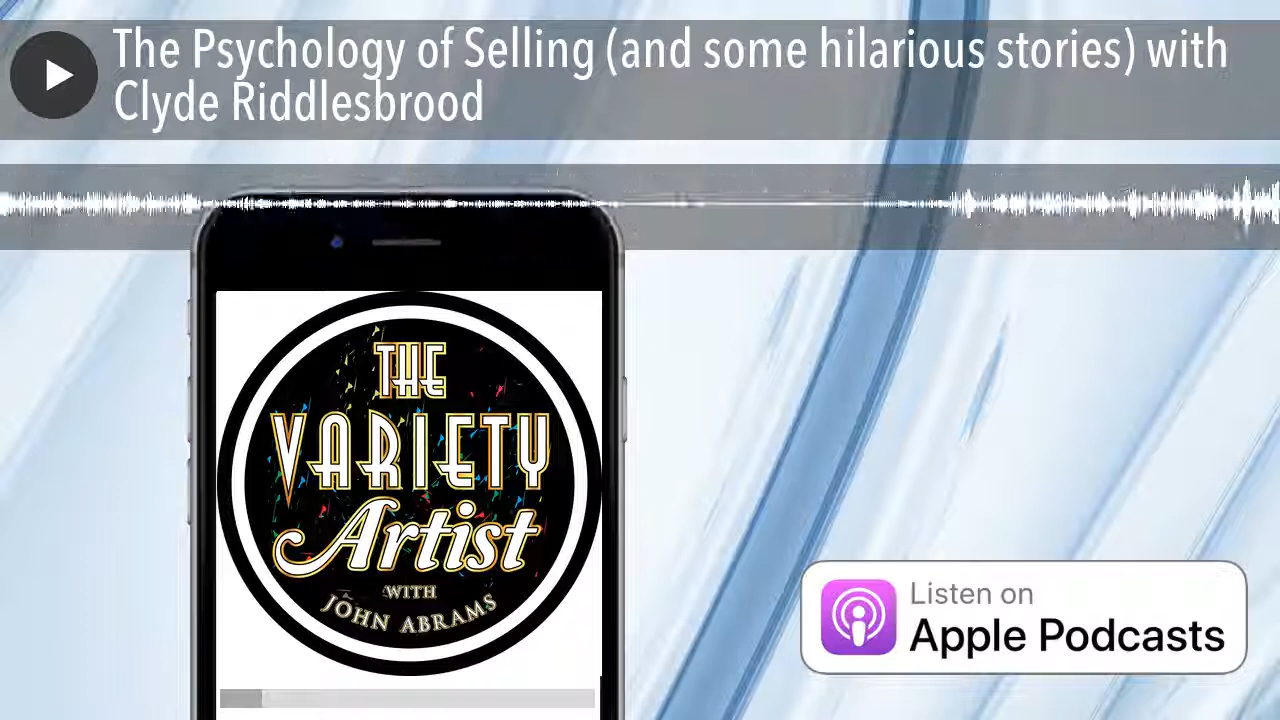 The Psychology of Selling (and some hilarious stories) with
Clyde Riddlesbrood
THE
VARIETY
Artist
WITH
JOHN ABRAMS
Listen on
Apple Podcasts